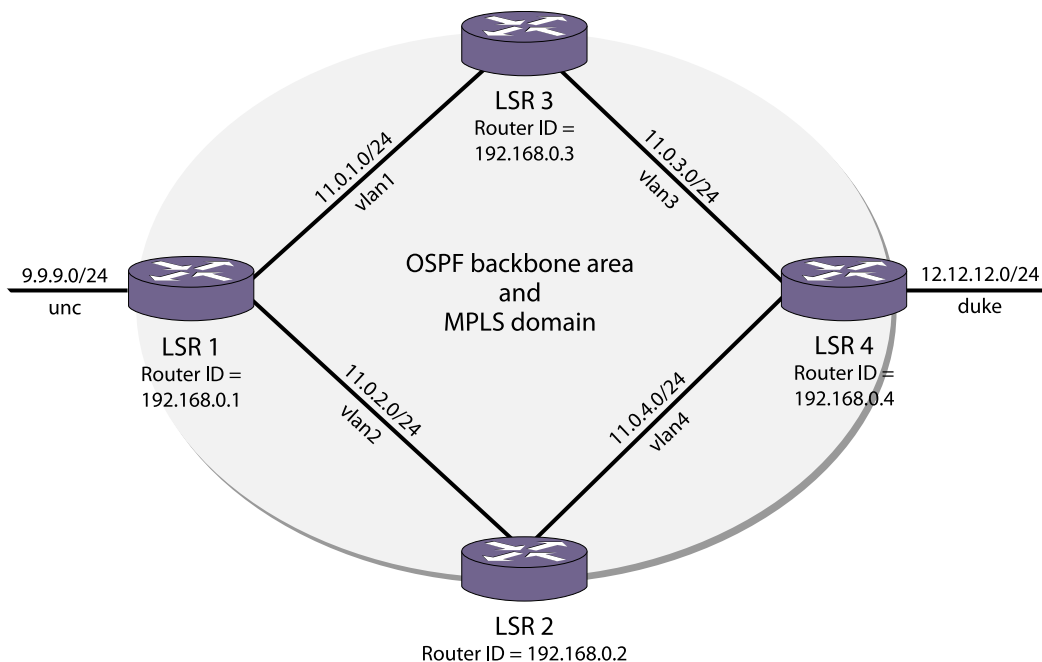 LSR 3
Router ID =
192.168.0.3
11.0.1.0/24
vlan1
11.0.3.0/24
vlan3
9.9.9.0/24
unc
OSPF backbone area
and
MPLS domain
12.12.12.0/24
duke
LSR 1
Router ID =
192.168.0.1
LSR 4
Router ID =
192.168.0.4
11.0.2.0/24
vlan2
11.0.4.0/24
vlan4
LSR 2
Router ID = 192.168.0.2